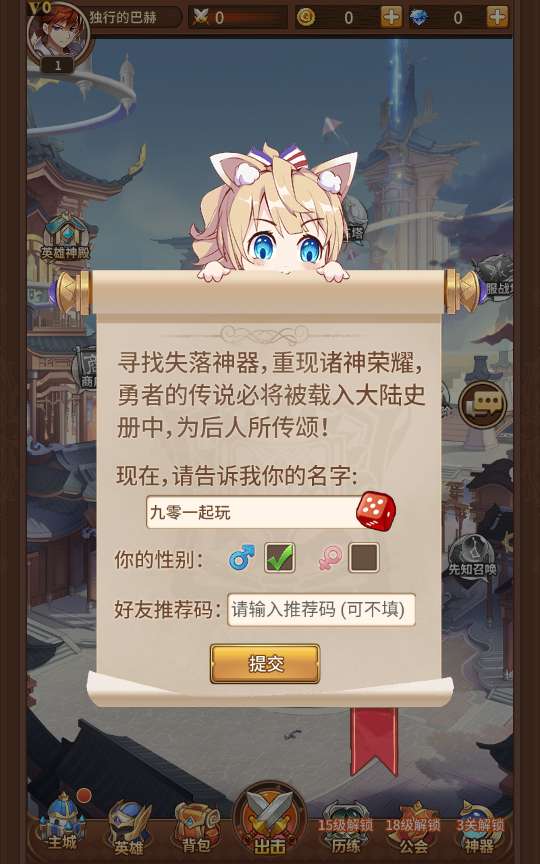 V0
独行的巴赫
0
0
0
1
英雄神殿
塔
服战场
商
寻找失落神器,重现诸神荣耀,
勇者的传说必将被载入大陆史
册中,为后人所传颂!
现在,请告诉我你的名字:
九零一起玩
你的性别:
先知召唤
好友推荐码:
请输入推荐码 (可不填)
提交
15级解锁
18级解锁
3关解锁
主城
英雄
背包
出击
历练
公会
神器